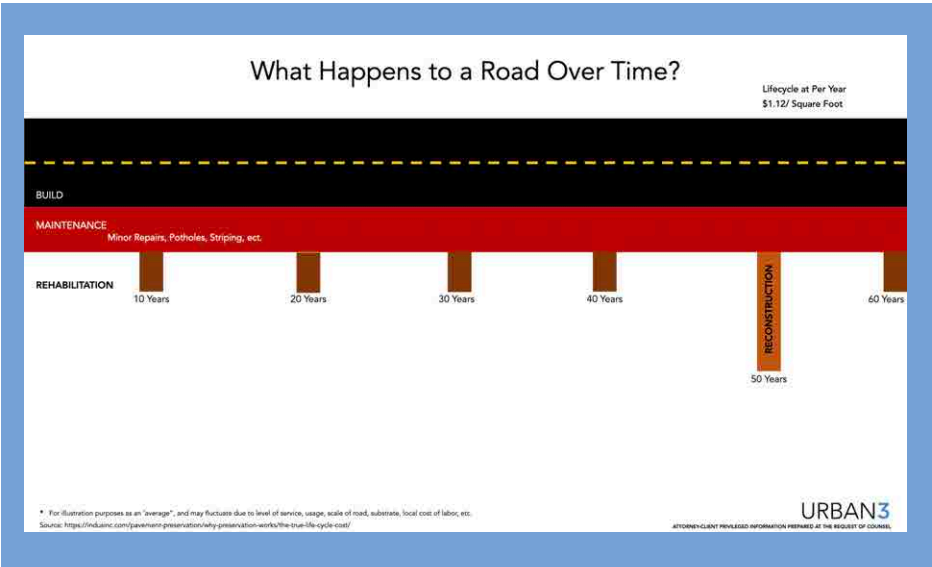 What Happens to a Road Over Time?
Lifecycle at Per Year
$1.12/ Square Foot
BUILD
MAINTENANCE
Minor Repairs, Potholes, Striping, ect.
REHABILITATION
10 Years
20 Years
30 Years
40 Years
RECONSTRUCTION
50 Years
60 Years
* For illustration purposes as an "average", and may fluctuate due to level of service, usage, scale of road, substrate, local cost of labor, etc.
Source: https://indusinc.com/pavement-preservation/why-preservation-works/the-true-life-cycle-cost/
URBAN3
ATTORNEY-CLIENT PRIVILEGED INFORMATION PREPARED AT THE REQUEST OF COUNSEL